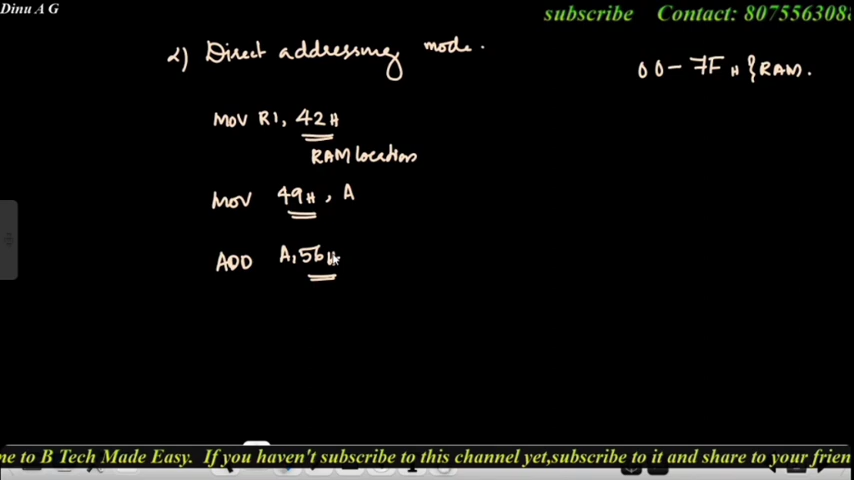 Dinu A G
subscribe Contact: 8075563088
2) Direct addressing mode.
00-7F H } RAM.
MOV R1, 42H
RAM location
MOV 49H, A
ADD A, 56H
ne to B Tech Made Easy. If you haven't subscribe to this channel yet,subscribe to it and share to your frien